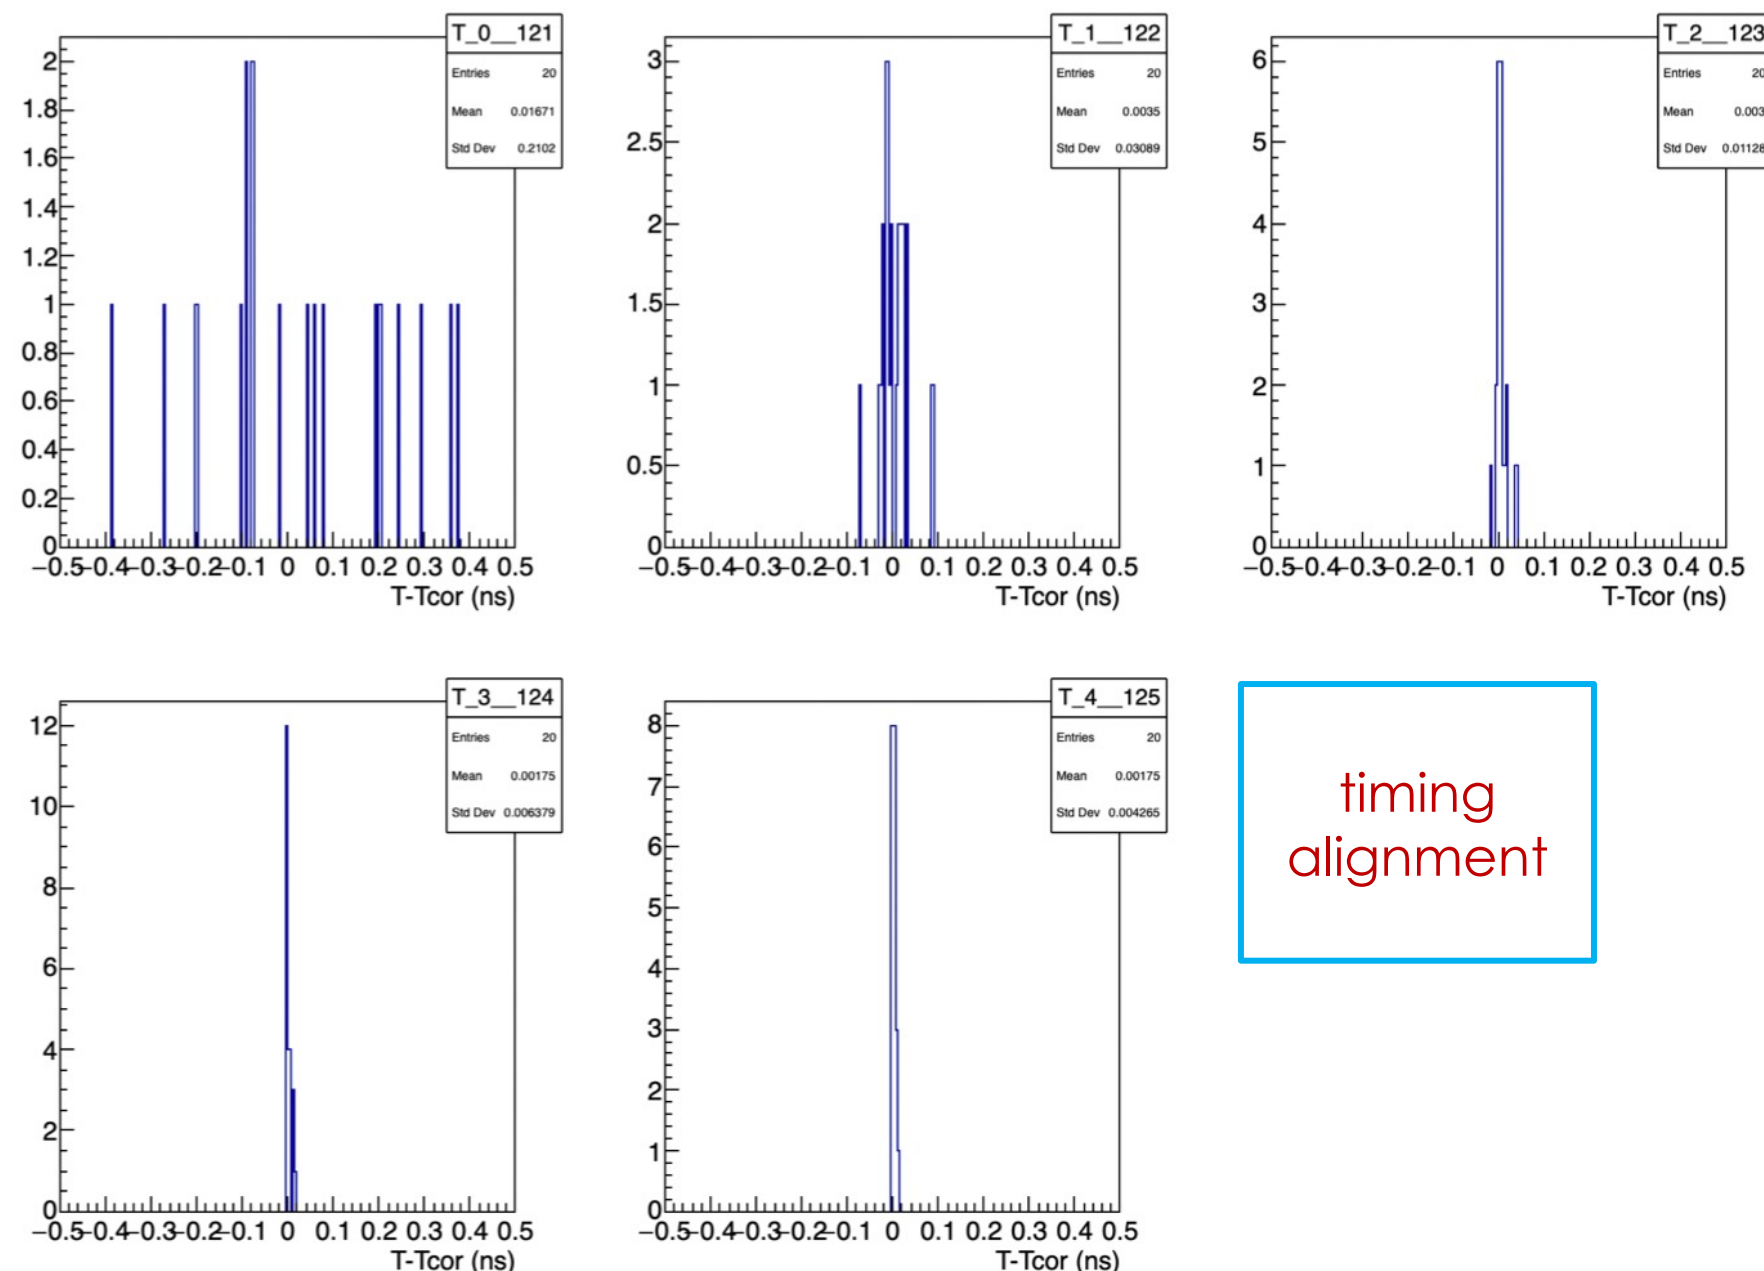 T_0__121
Entries 20
Mean 0.01671
Std Dev 0.2102
2
1.8
1.6
1.4
1.2
1
0.8
0.6
0.4
0.2
0
−0.5 −0.4 −0.3 −0.2 −0.1 0 0.1 0.2 0.3 0.4 0.5
T-Tcor (ns)
T_1__122
Entries 20
Mean 0.0035
Std Dev 0.03089
3
2.5
2
1.5
1
0.5
0
−0.5 −0.4 −0.3 −0.2 −0.1 0 0.1 0.2 0.3 0.4 0.5
T-Tcor (ns)
T_2__123
Entries 20
Mean 0.003
Std Dev 0.01128
6
5
4
3
2
1
0
−0.5 −0.4 −0.3 −0.2 −0.1 0 0.1 0.2 0.3 0.4 0.5
T-Tcor (ns)
T_3__124
Entries 20
Mean 0.00175
Std Dev 0.006379
12
10
8
6
4
2
0
−0.5 −0.4 −0.3 −0.2 −0.1 0 0.1 0.2 0.3 0.4 0.5
T-Tcor (ns)
T_4__125
Entries 20
Mean 0.00175
Std Dev 0.004265
8
7
6
5
4
3
2
1
0
−0.5 −0.4 −0.3 −0.2 −0.1 0 0.1 0.2 0.3 0.4 0.5
T-Tcor (ns)
timing
alignment